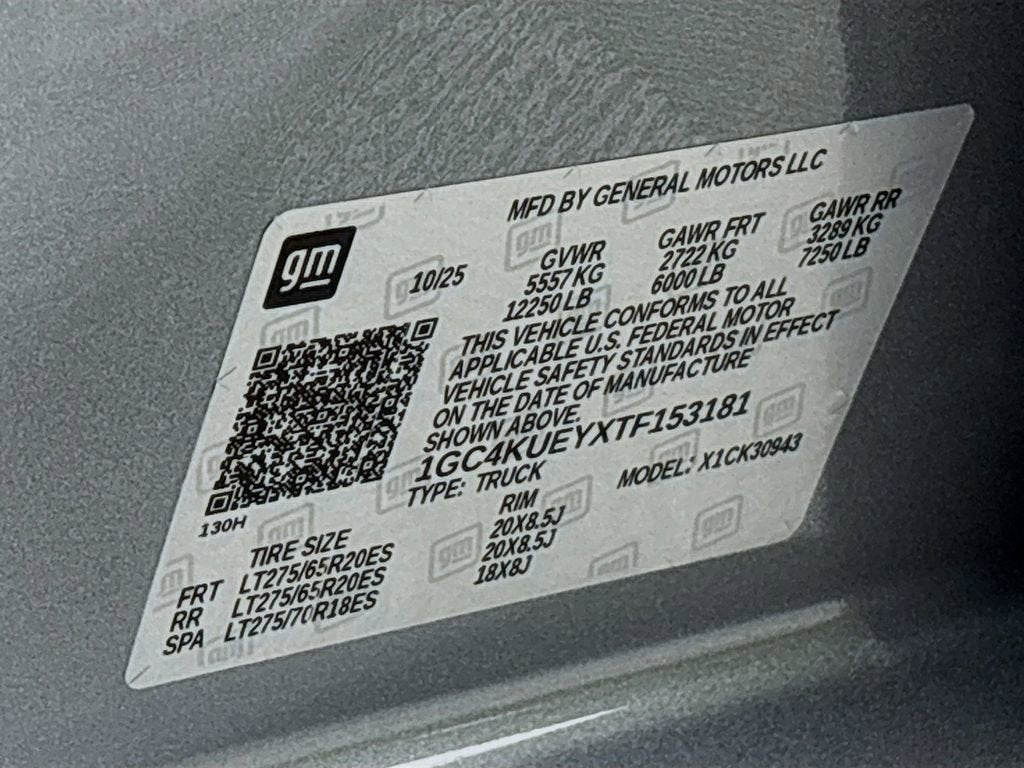 MFD BY GENERAL MOTORS LLC
gm
10/25
GVWR GAWR FRT GAWR RR
5557 KG 2722 KG 3289 KG
12250 LB 6000 LB 7250 LB
THIS VEHICLE CONFORMS TO ALL
APPLICABLE U.S. FEDERAL MOTOR
VEHICLE SAFETY STANDARDS IN EFFECT
ON THE DATE OF MANUFACTURE
SHOWN ABOVE.
1GC4KUEYXTF153181
TYPE: TRUCK MODEL: X1CK30943
130H
TIRE SIZE RIM
FRT LT275/65R20ES 20X8.5J
RR LT275/65R20ES 20X8.5J
SPA LT275/70R18ES 18X8J